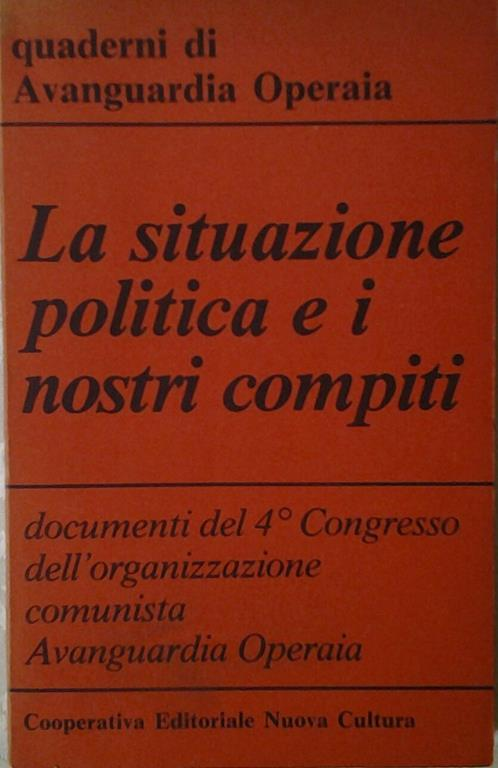 quaderni di
Avanguardia Operaia
La situazione
politica e i
nostri compiti
documenti del 4° Congresso
dell'organizzazione
comunista
Avanguardia Operaia
Cooperativa Editoriale Nuova Cultura